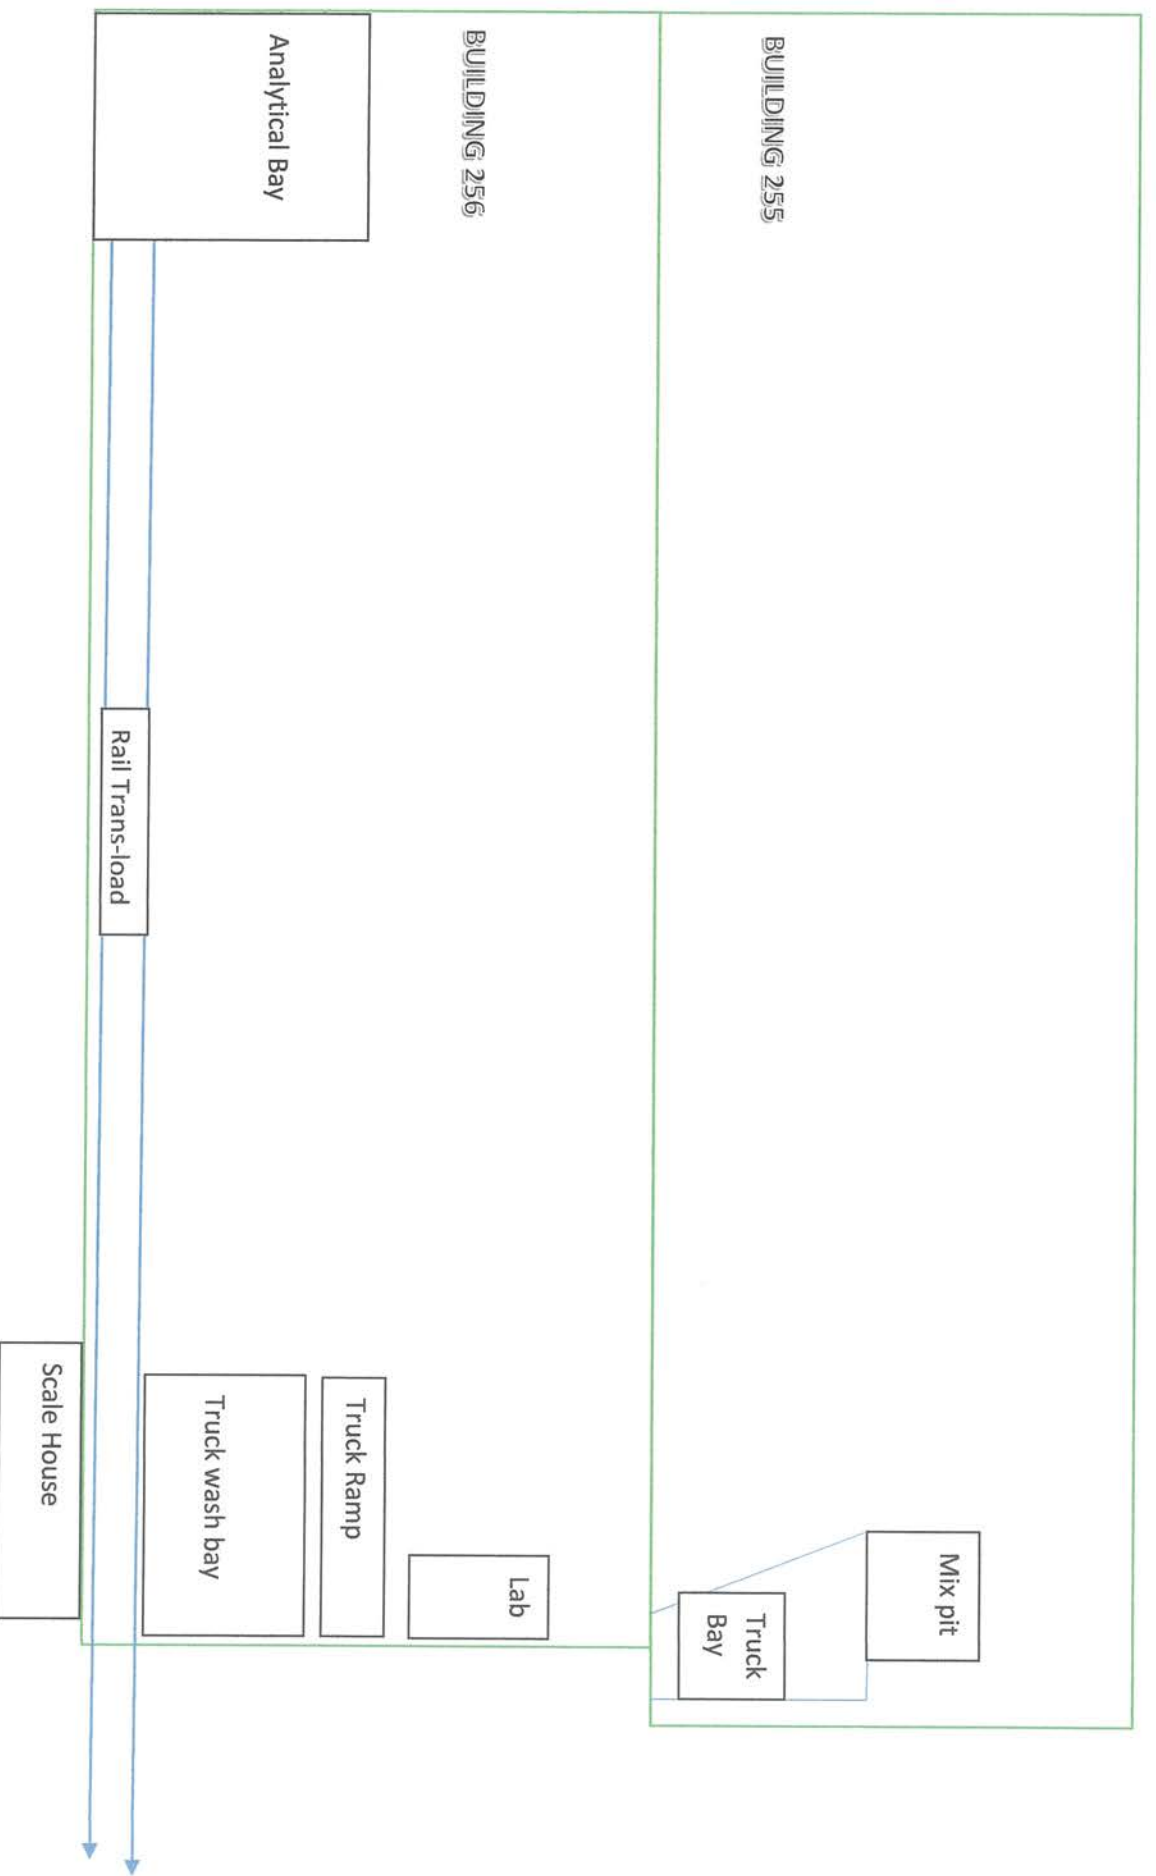 BUILDING 255
Mix pit
Truck
Bay
BUILDING 256
Lab
Analytical Bay
Truck Ramp
Truck wash bay
Rail Trans-load
Scale House